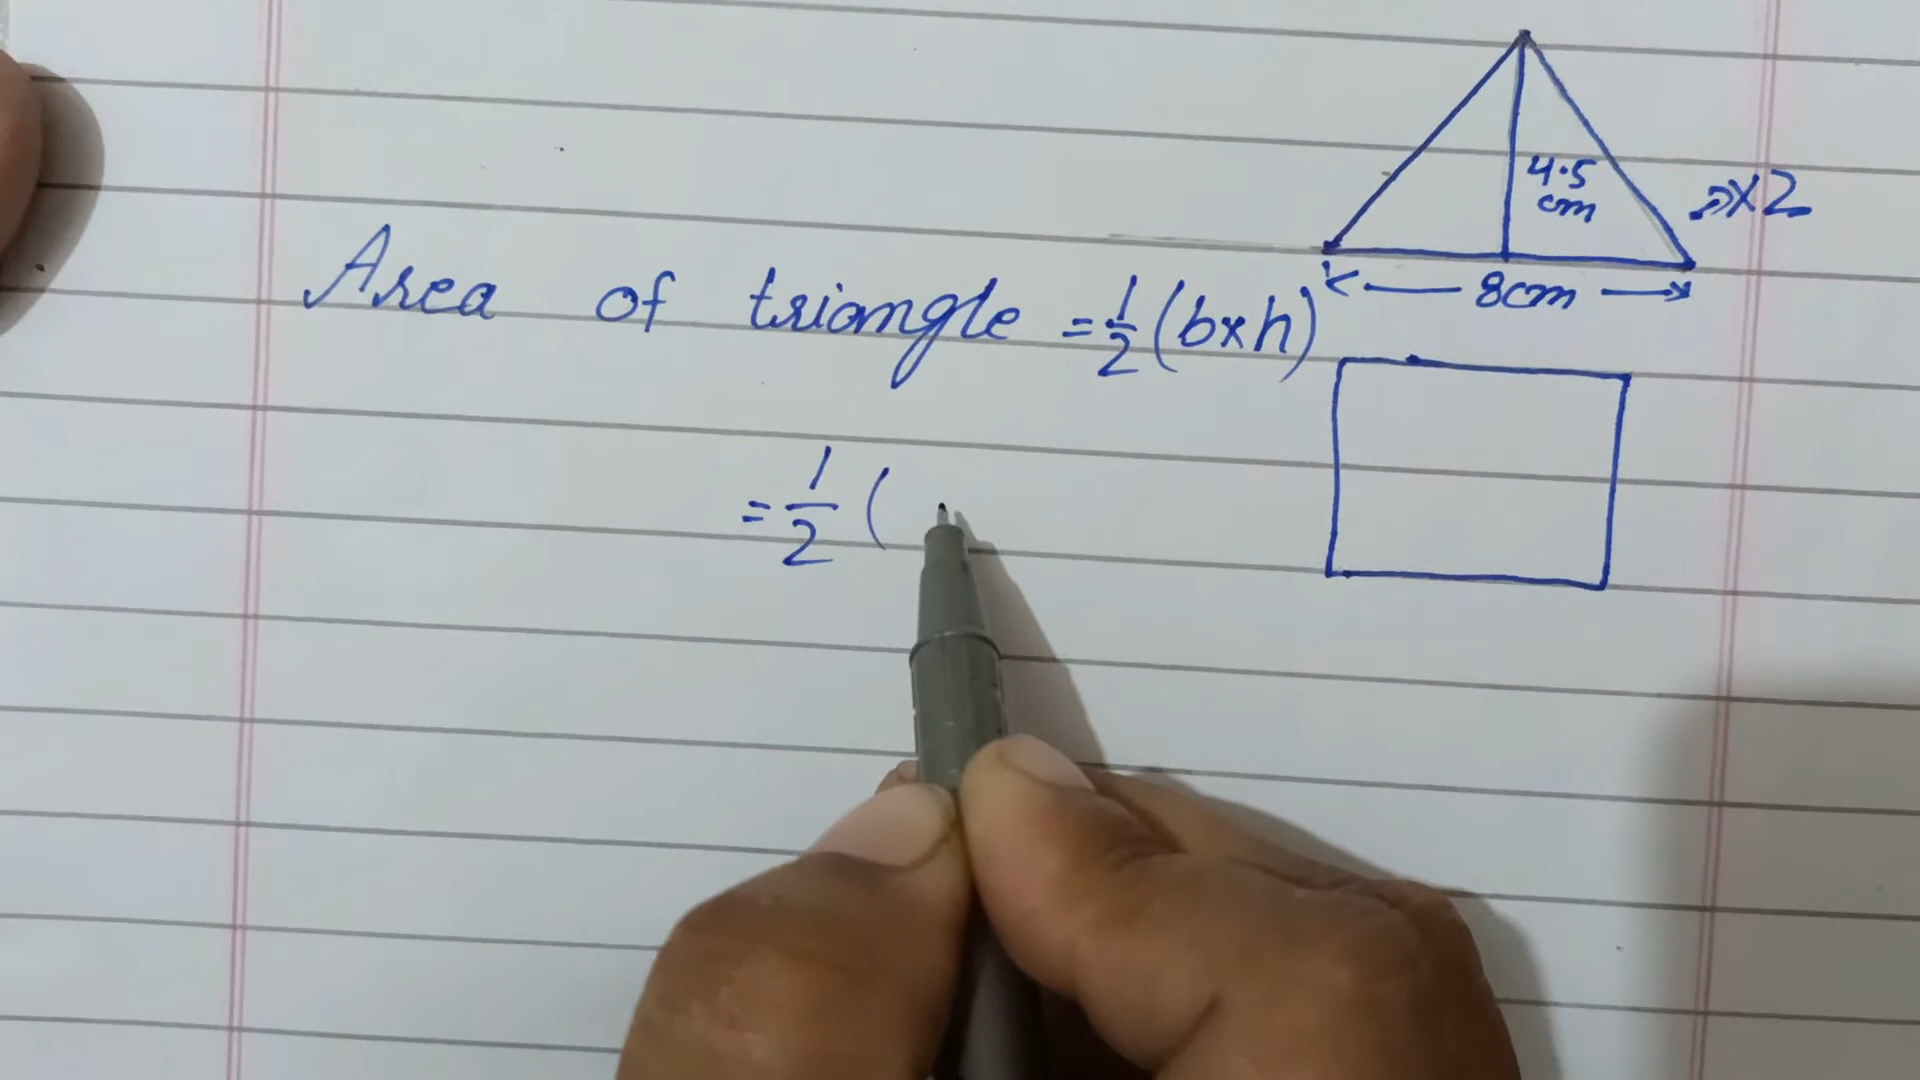 4.5
cm
×2
8cm
Area of triangle = 1/2 (b×h)
= 1/2 (